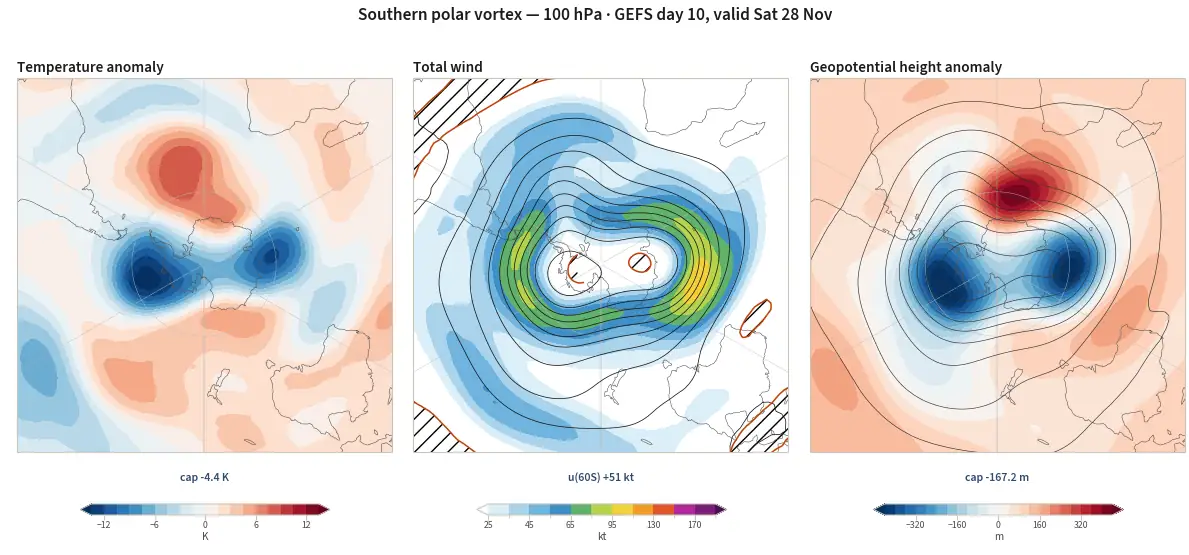 Southern polar vortex — 100 hPa · GEFS day 10, valid Sat 28 Nov
Temperature anomaly
Total wind
Geopotential height anomaly
cap -4.4 K
u(60S) +51 kt
cap -167.2 m
−12 −6 0 6 12
K
25 45 65 95 130 170
kt
−320 −160 0 160 320
m